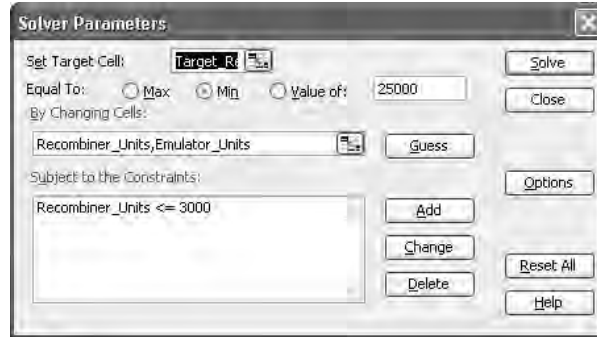 Solver Parameters
Set Target Cell: Target_Re Solve
Equal To: Max Min Value of: 25000 Close
By Changing Cells:
Recombiner_Units,Emulator_Units Guess
Subject to the Constraints: Options
Recombiner_Units <= 3000 Add
Change
Reset All
Delete
Help